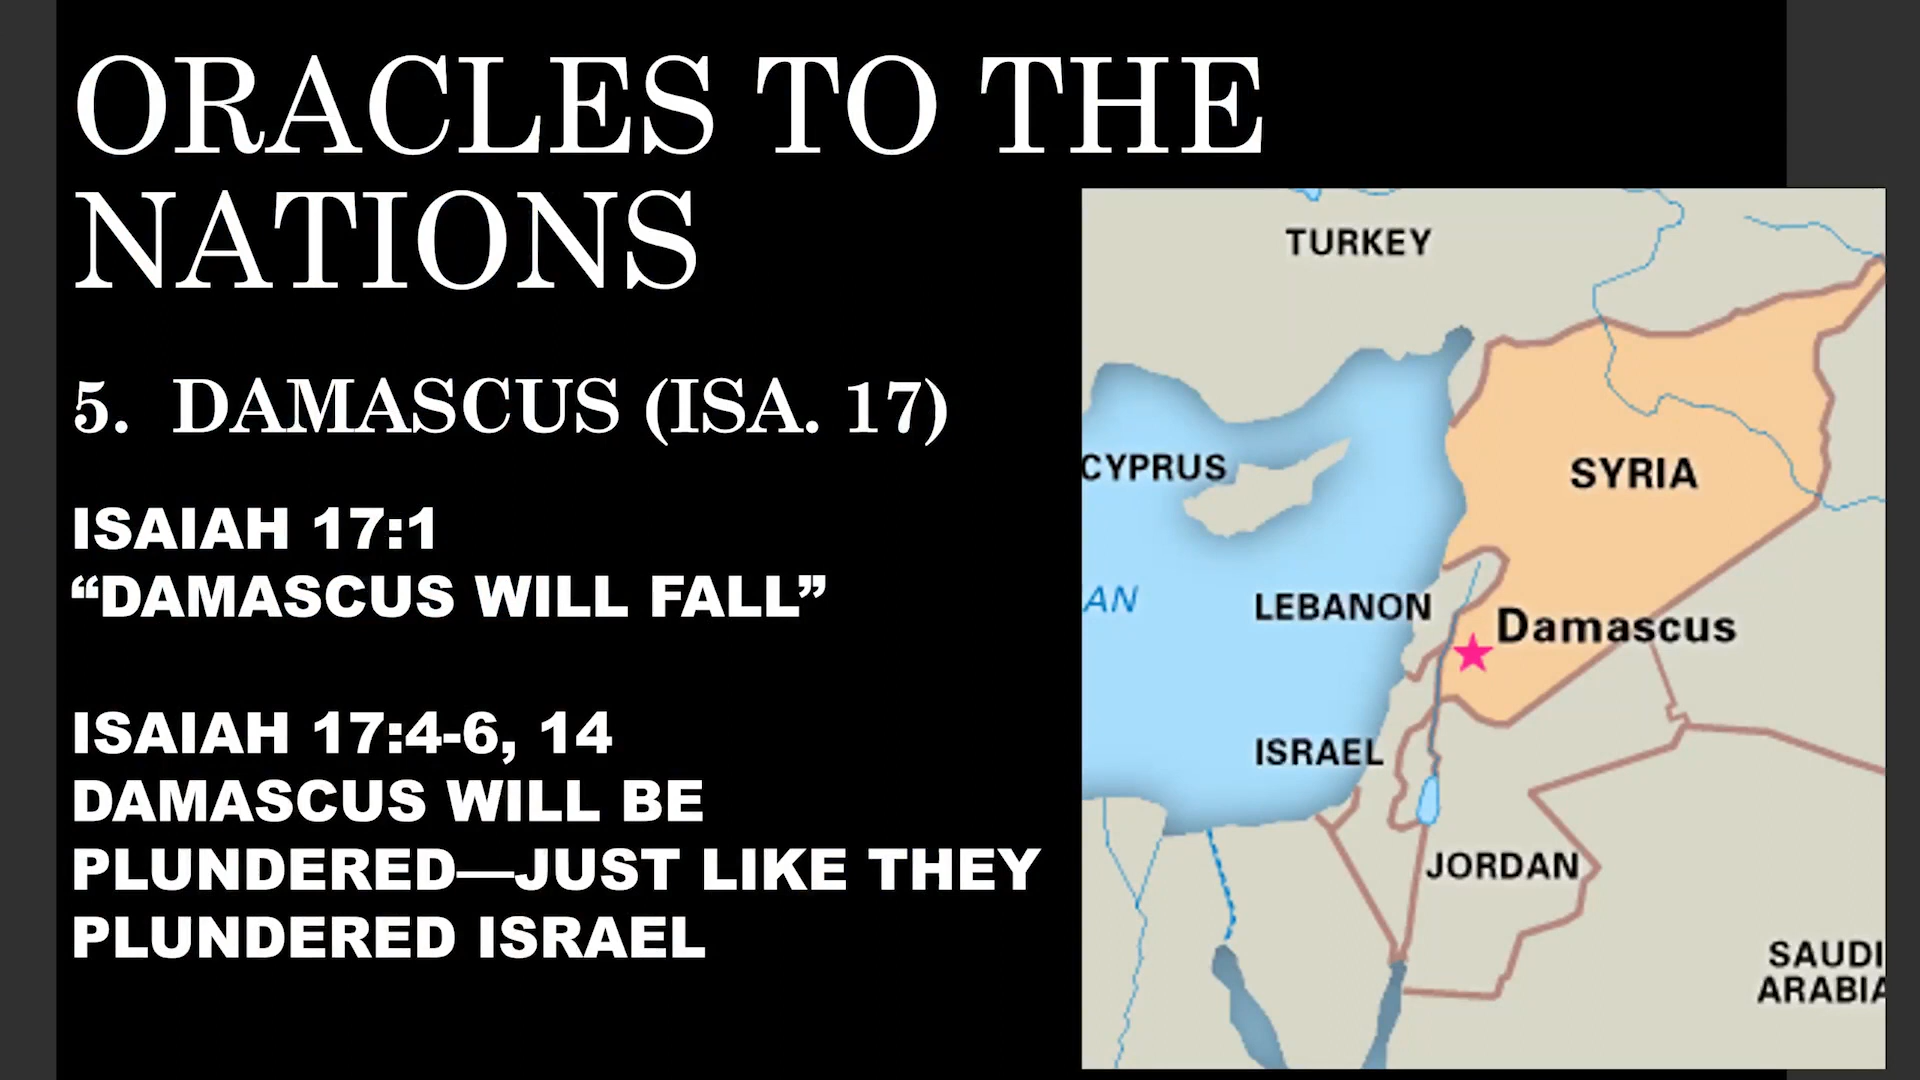 ORACLES TO THE
NATIONS
5. DAMASCUS (ISA. 17)
ISAIAH 17:1
“DAMASCUS WILL FALL”
ISAIAH 17:4-6, 14
DAMASCUS WILL BE
PLUNDERED—JUST LIKE THEY
PLUNDERED ISRAEL
TURKEY
CYPRUS
SYRIA
AN
LEBANON
Damascus
ISRAEL
JORDAN
SAUDI
ARABIA